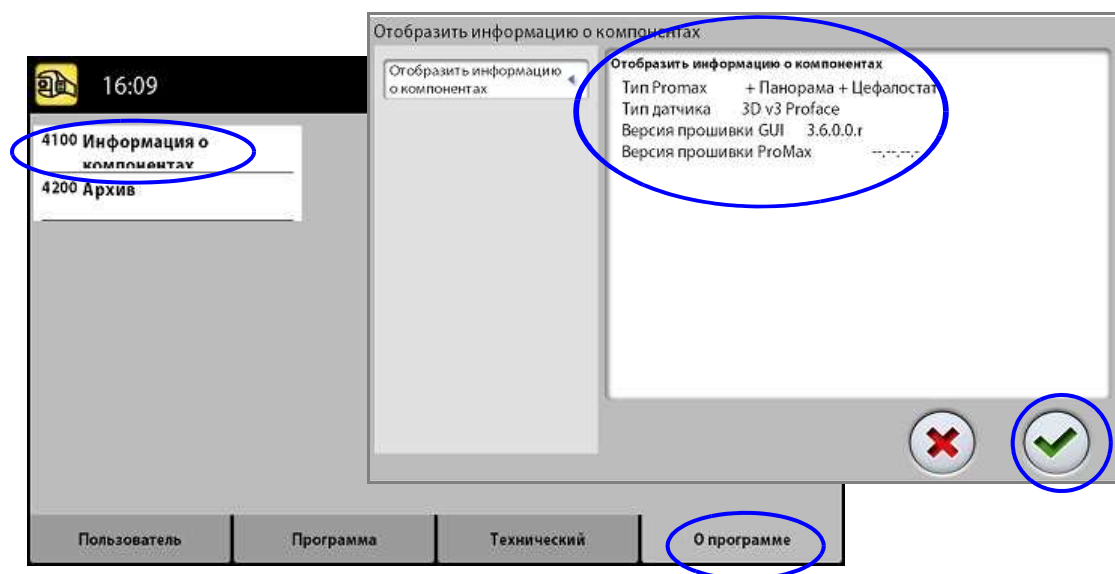 Отобразить информацию о компонентах
16:09
Отобразить информацию
о компонентах
Отобразить информацию о компонентах
Тип Promax + Панорама + Цефалостат
Тип датчика 3D v3 Proface
Версия прошивки GUI 3.6.0.0.r
Версия прошивки ProMax --.--.--.-
4100 Информация о
компонентах
4200 Архив
Пользователь
Программа
Технический
О программе